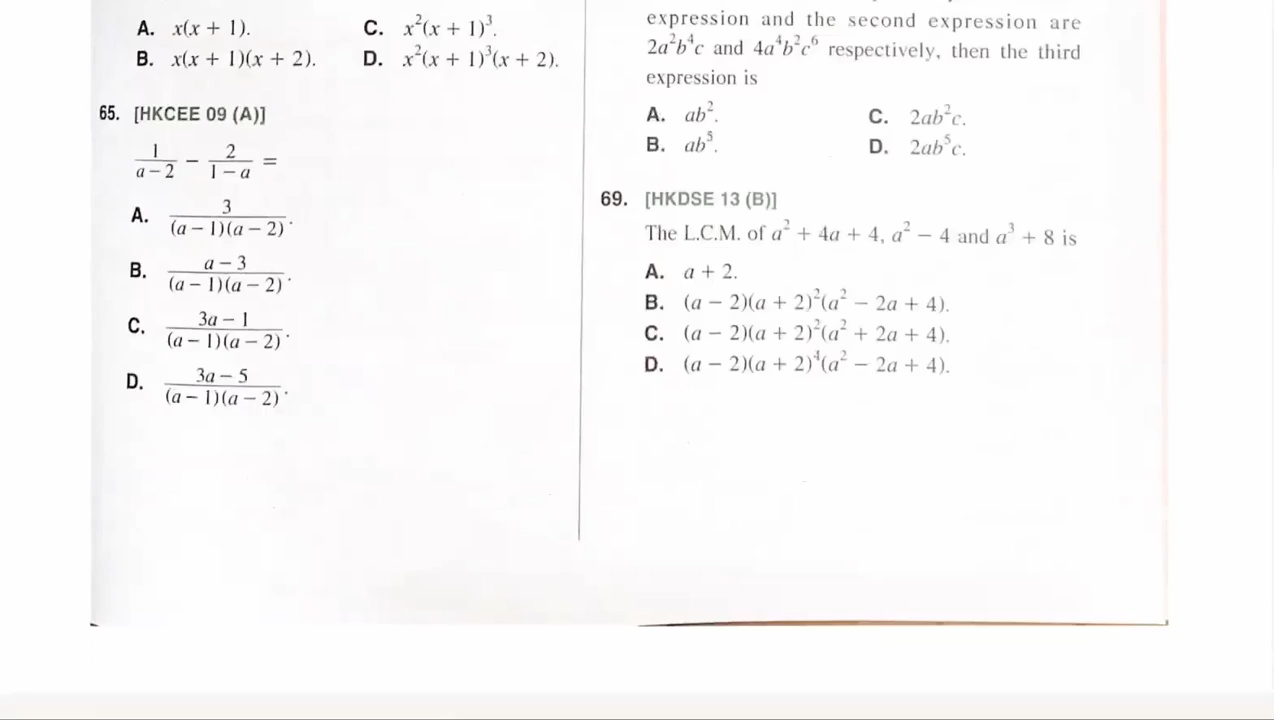 A. x(x + 1).
C. x²(x + 1)³.
B. x(x + 1)(x + 2).
D. x²(x + 1)³(x + 2).
65. [HKCEE 09 (A)]
1/(a − 2) − 2/(1 − a) =
A. 3/((a − 1)(a − 2)).
B. (a − 3)/((a − 1)(a − 2)).
C. (3a − 1)/((a − 1)(a − 2)).
D. (3a − 5)/((a − 1)(a − 2)).
expression and the second expression are
2a²b⁴c and 4a⁴b²c⁶ respectively, then the third
expression is
A. ab².
C. 2ab²c.
B. ab⁵.
D. 2ab⁵c.
69. [HKDSE 13 (B)]
The L.C.M. of a² + 4a + 4, a² − 4 and a³ + 8 is
A. a + 2.
B. (a − 2)(a + 2)²(a² − 2a + 4).
C. (a − 2)(a + 2)²(a² + 2a + 4).
D. (a − 2)(a + 2)⁴(a² − 2a + 4).